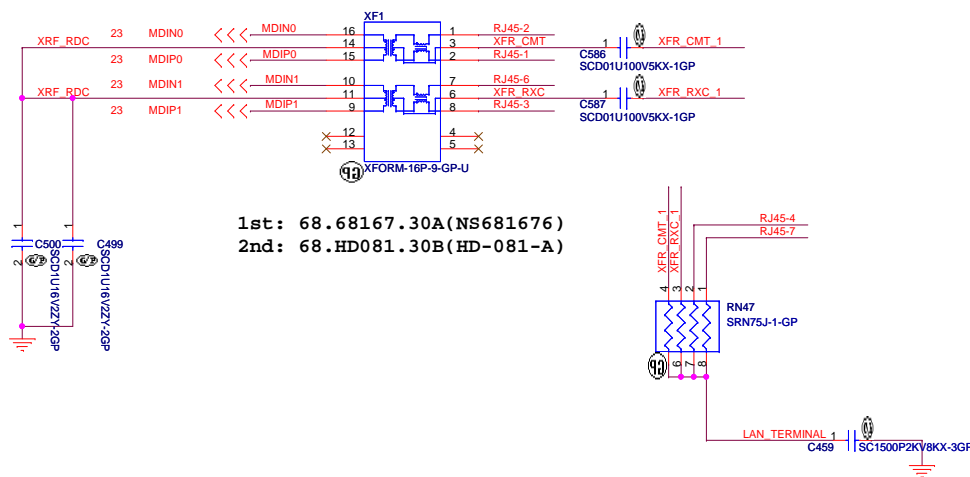 XF1
23 MDIN0 MDIN0 16 1 RJ45-2
XRF_RDC 14 3 XFR_CMT 1 XFR_CMT_1
23 MDIP0 MDIP0 15 2 RJ45-1 C586
SCD01U100V5KX-1GP
23 MDIN1 MDIN1 10 7 RJ45-6
XRF_RDC 11 6 XFR_RXC 1 XFR_RXC_1
23 MDIP1 MDIP1 9 8 RJ45-3 C587
SCD01U100V5KX-1GP
12 4
13 5
GP XFORM-16P-9-GP-U
1st: 68.68167.30A(NS681676)
2nd: 68.HD081.30B(HD-081-A)
1 1
C500 C499
2 2
SCD1U16V2ZY-2GP
SCD1U16V2ZY-2GP
XFR_CMT_1
XFR_RXC_1
RJ45-4
RJ45-7
4 3 2 1
RN47
SRN75J-1-GP
GP 6 7 8
LAN_TERMINAL 1
C459 SC1500P2KV8KX-3GP